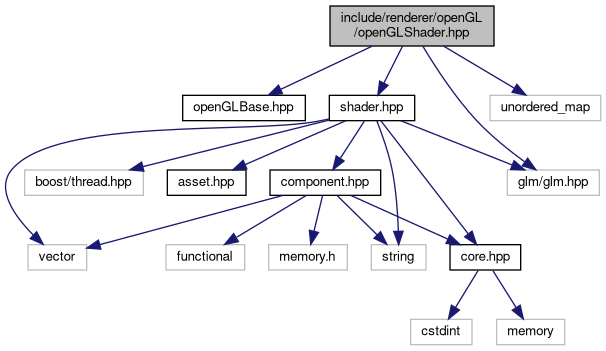 include/renderer/openGL
/openGLShader.hpp
openGLBase.hpp
shader.hpp
unordered_map
boost/thread.hpp
asset.hpp
component.hpp
glm/glm.hpp
vector
functional
memory.h
string
core.hpp
cstdint
memory